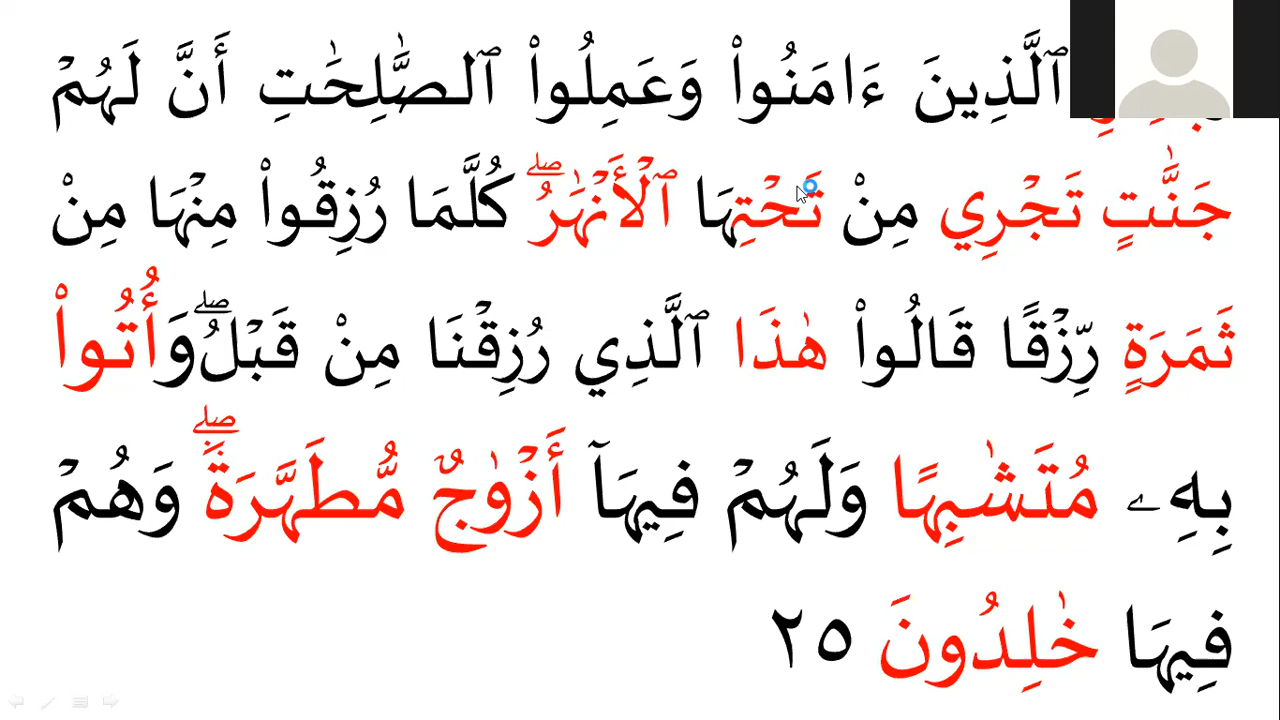 ٱلَّذِينَ ءَامَنُواْ وَعَمِلُواْ ٱلصَّٰلِحَٰتِ أَنَّ لَهُمْ
جَنَّٰتٍ تَجْرِي مِنْ تَحْتِهَا ٱلْأَنْهَٰرُۖ كُلَّمَا رُزِقُواْ مِنْهَا مِنْ
ثَمَرَةٍ رِّزْقًا قَالُواْ هَٰذَا ٱلَّذِي رُزِقْنَا مِنْ قَبْلُۖ وَأُتُواْ
بِهِۦ مُتَشَٰبِهًا وَلَهُمْ فِيهَآ أَزْوَٰجٌ مُّطَهَّرَةٌۖ وَهُمْ
فِيهَا خَٰلِدُونَ ٢٥